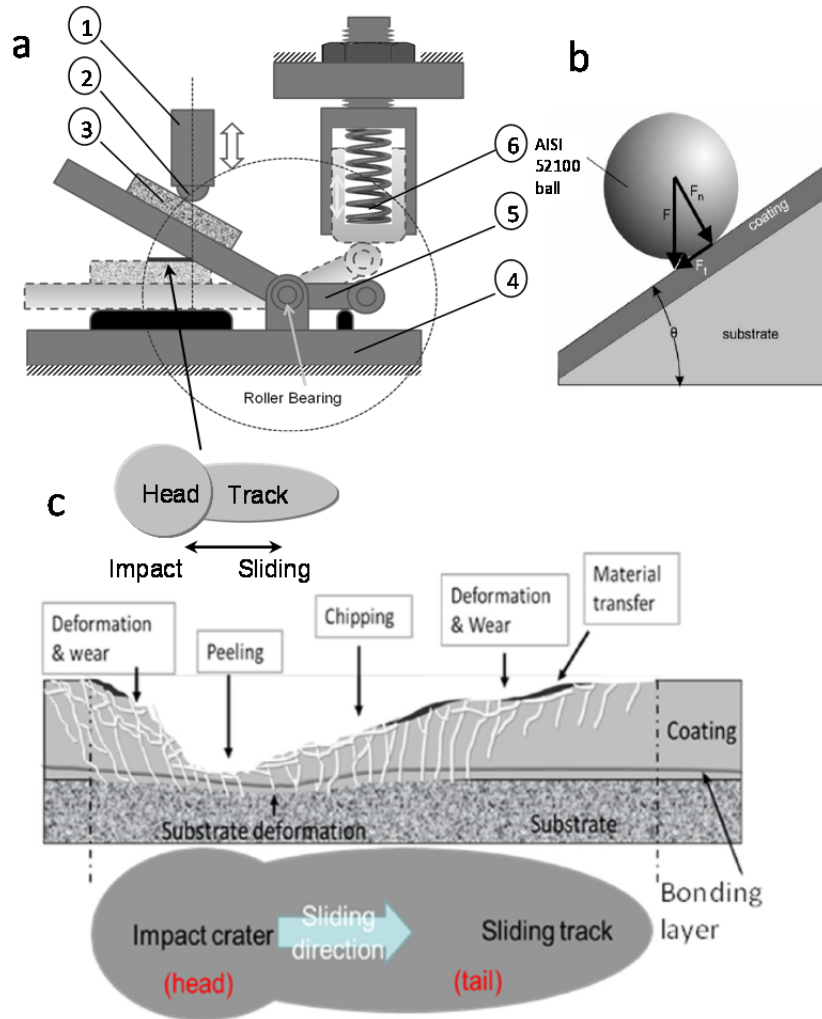 a
1
2
3
6
5
4
Roller Bearing
b
AISI
52100
ball
F
Fn
Ft
coating
θ
substrate
Head Track
Impact Sliding
c
Deformation
& wear
Peeling
Chipping
Deformation
& Wear
Material
transfer
Coating
Substrate deformation
Substrate
Bonding
layer
Impact crater
(head)
Sliding
direction
Sliding track
(tail)